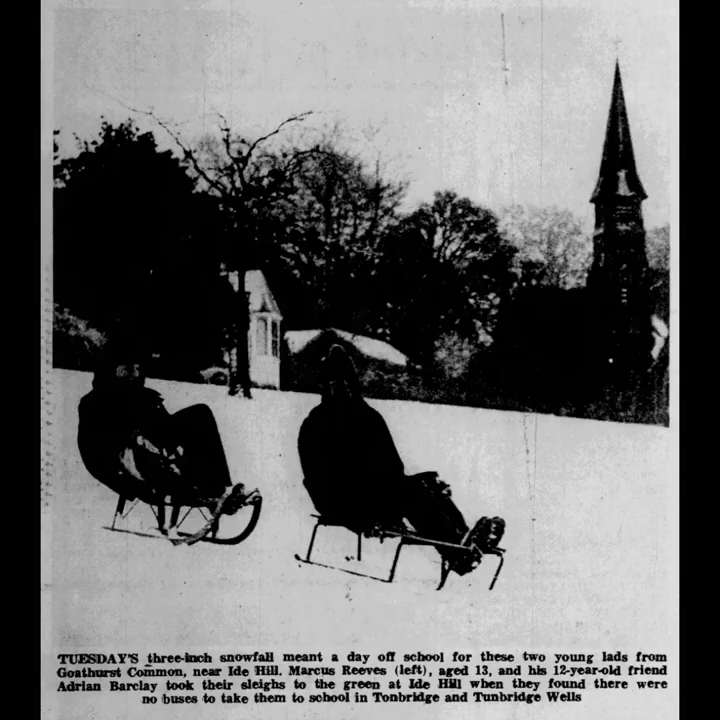 TUESDAY'S three-inch snowfall meant a day off school for these two young lads from
Goathurst Common, near Ide Hill. Marcus Reeves (left), aged 13, and his 12-year-old friend
Adrian Barclay took their sleighs to the green at Ide Hill when they found there were
no buses to take them to school in Tonbridge and Tunbridge Wells